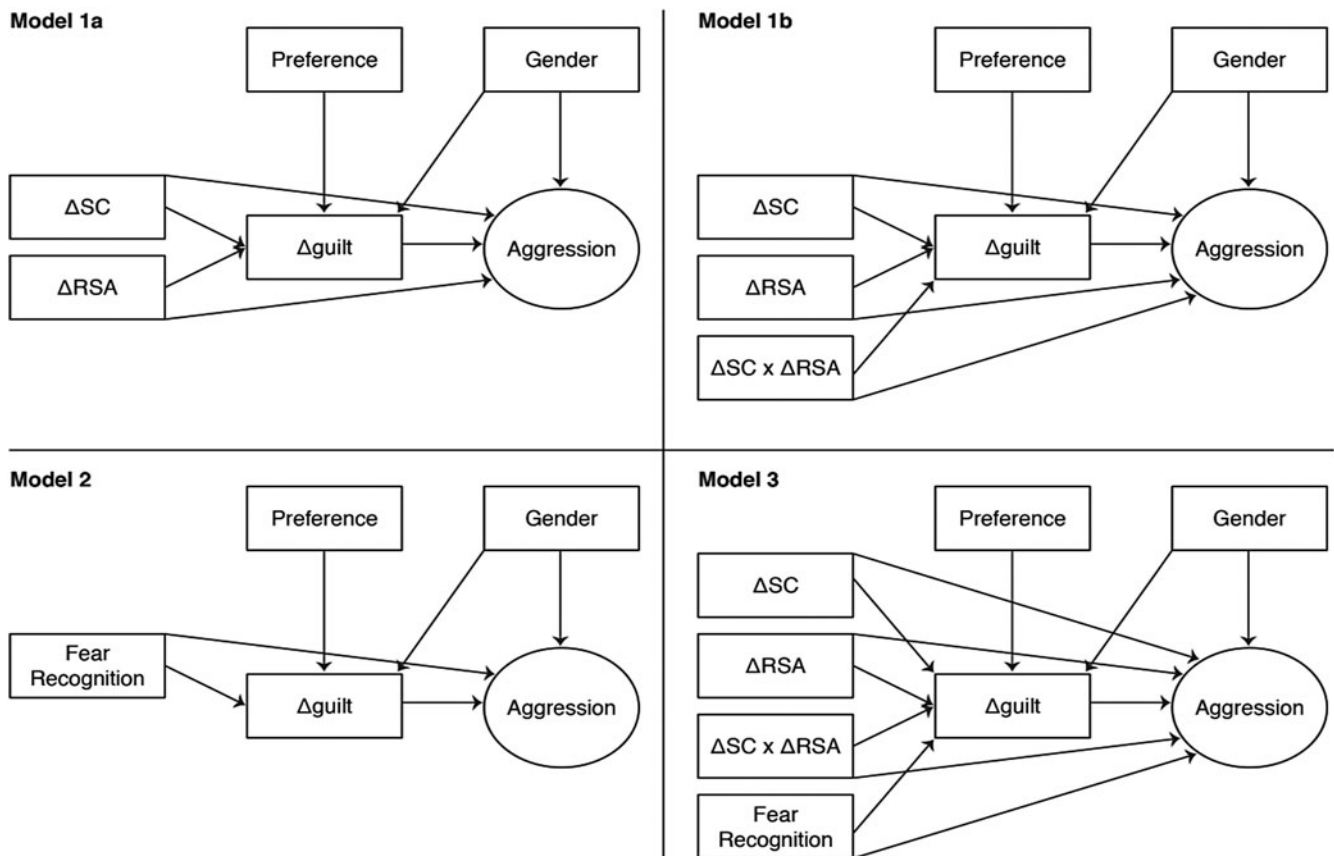 Model 1a
Preference
Gender
ΔSC
ΔRSA
Δguilt
Aggression
Model 1b
Preference
Gender
ΔSC
ΔRSA
ΔSC x ΔRSA
Δguilt
Aggression
Model 2
Preference
Gender
Fear
Recognition
Δguilt
Aggression
Model 3
Preference
Gender
ΔSC
ΔRSA
ΔSC x ΔRSA
Fear
Recognition
Δguilt
Aggression